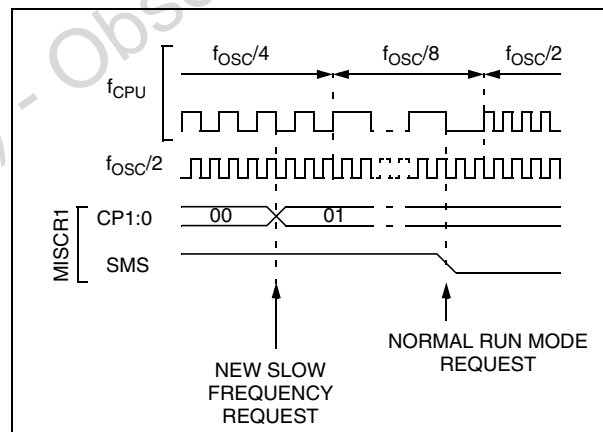 fOSC/4 fOSC/8 fOSC/2
fCPU
fOSC/2
MISCR1
CP1:0 00 01
SMS
NEW SLOW
FREQUENCY
REQUEST
NORMAL RUN MODE
REQUEST